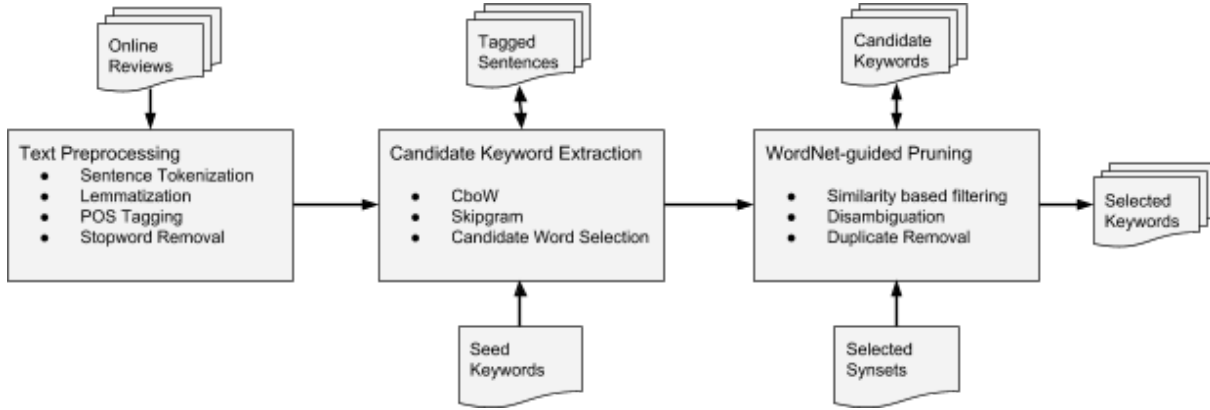 Online
Reviews
Tagged
Sentences
Candidate
Keywords
Text Preprocessing
● Sentence Tokenization
● Lemmatization
● POS Tagging
● Stopword Removal
Candidate Keyword Extraction
● CboW
● Skipgram
● Candidate Word Selection
WordNet-guided Pruning
● Similarity based filtering
● Disambiguation
● Duplicate Removal
Selected
Keywords
Seed
Keywords
Selected
Synsets